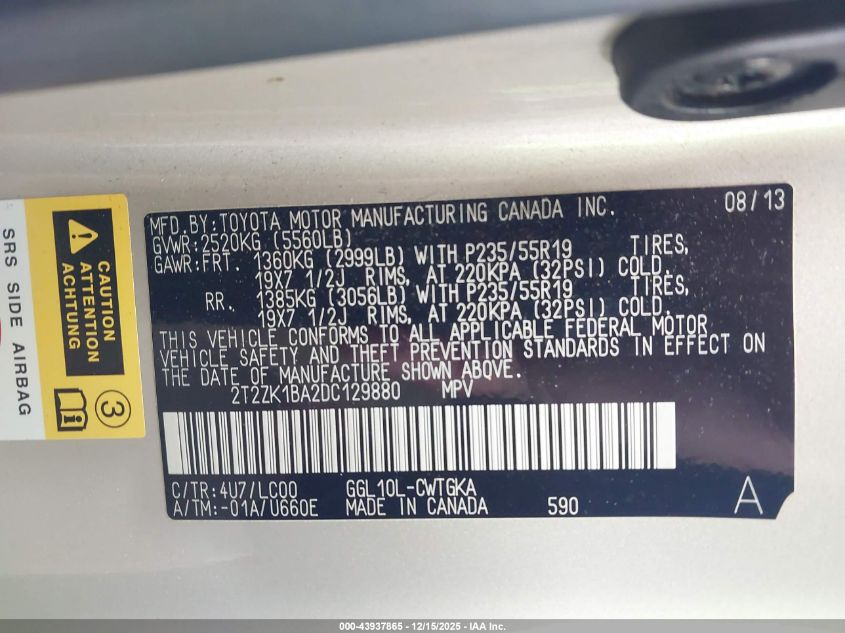 MFD. BY: TOYOTA MOTOR MANUFACTURING CANADA INC. 08/13
GVWR: 2520KG (5560LB)
GAWR: FRT. 1360KG (2999LB) WITH P235/55R19 TIRES,
19X7 1/2J RIMS, AT 220KPA (32PSI) COLD.
RR. 1385KG (3056LB) WITH P235/55R19 TIRES,
19X7 1/2J RIMS, AT 220KPA (32PSI) COLD.
THIS VEHICLE CONFORMS TO ALL APPLICABLE FEDERAL MOTOR
VEHICLE SAFETY AND THEFT PREVENTION STANDARDS IN EFFECT ON
THE DATE OF MANUFACTURE SHOWN ABOVE.
2T2ZK1BA2DC129880 MPV
C/TR: 4U7/LC00 GGL10L-CWTGKA
A/TM: -01A/U660E MADE IN CANADA 590 A
CAUTION
ATTENTION
ACHTUNG
3
SRS SIDE AIRBAG
000-43937865 - 12/15/2025 - IAA Inc.